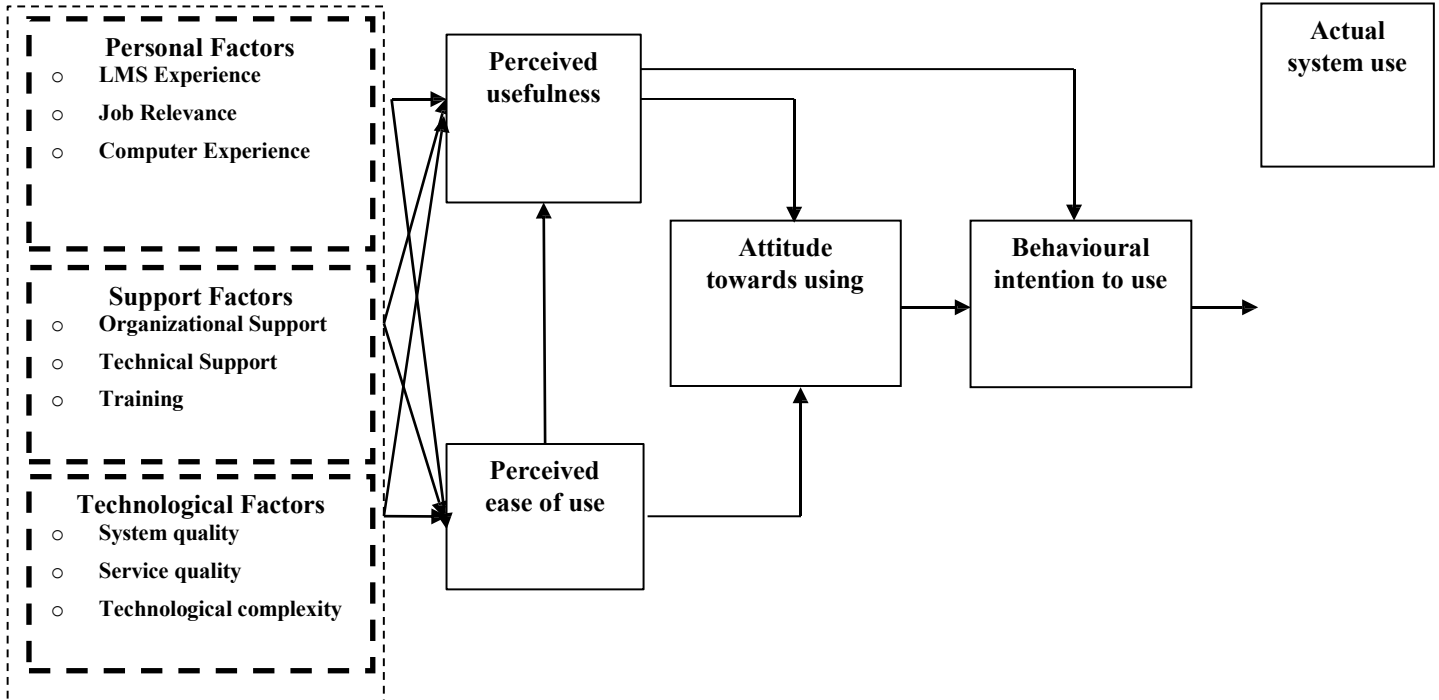 Personal Factors
o LMS Experience
o Job Relevance
o Computer Experience
Support Factors
o Organizational Support
o Technical Support
o Training
Technological Factors
o System quality
o Service quality
o Technological complexity
Perceived
usefulness
Perceived
ease of use
Attitude
towards using
Behavioural
intention to use
Actual
system use